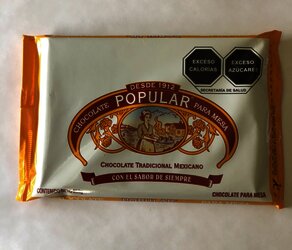 EXCESO
CALORÍAS
EXCESO
AZÚCARES
SECRETARÍA DE SALUD
DESDE 1912
CHOCOLATE POPULAR PARA MESA
CHOCOLATE TRADICIONAL MEXICANO
CON EL SABOR DE SIEMPRE
CHOCOLATE PARA MESA